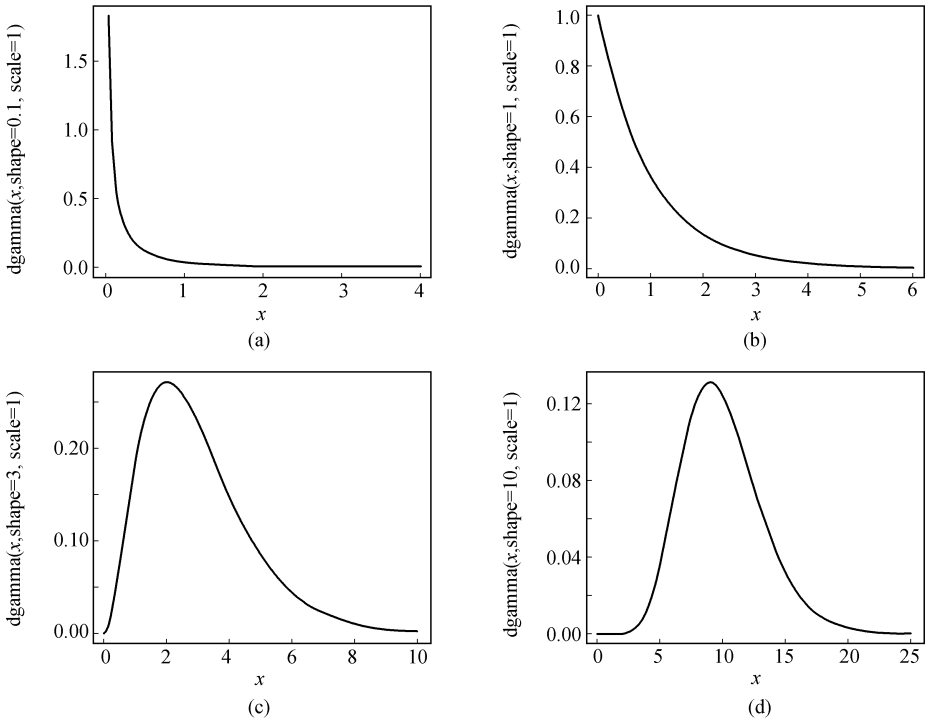 dgamma(x,shape=0.1, scale=1)
1.5
1.0
0.5
0.0
0 1 2 3 4
x
(a)
dgamma(x,shape=1, scale=1)
1.0
0.8
0.6
0.4
0.2
0.0
0 1 2 3 4 5 6
x
(b)
dgamma(x,shape=3, scale=1)
0.20
0.10
0.00
0 2 4 6 8 10
x
(c)
dgamma(x,shape=10, scale=1)
0.12
0.08
0.04
0.00
0 5 10 15 20 25
x
(d)